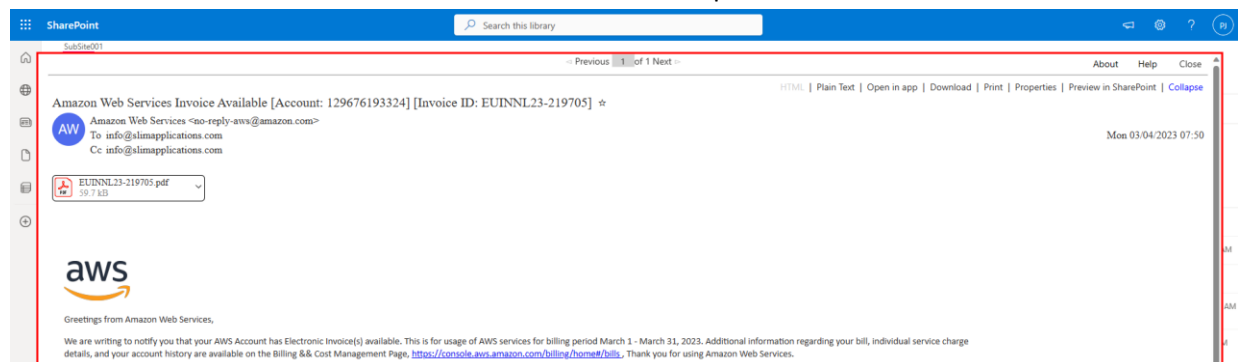 SharePoint
Search this library
?
PJ
SubSite001
Previous 1 of 1 Next
About Help Close
HTML | Plain Text | Open in app | Download | Print | Properties | Preview in SharePoint | Collapse
Amazon Web Services Invoice Available [Account: 129676193324] [Invoice ID: EUINNL23-219705] ☆
AW
Amazon Web Services <no-reply-aws@amazon.com>
To info@slimapplications.com
Mon 03/04/2023 07:50
Cc info@slimapplications.com
EUINNL23-219705.pdf
59.7 kB
aws
Greetings from Amazon Web Services,
We are writing to notify you that your AWS Account has Electronic Invoice(s) available. This is for usage of AWS services for billing period March 1 - March 31, 2023. Additional information regarding your bill, individual service charge
details, and your account history are available on the Billing && Cost Management Page, https://console.aws.amazon.com/billing/home#/bills , Thank you for using Amazon Web Services.
AM